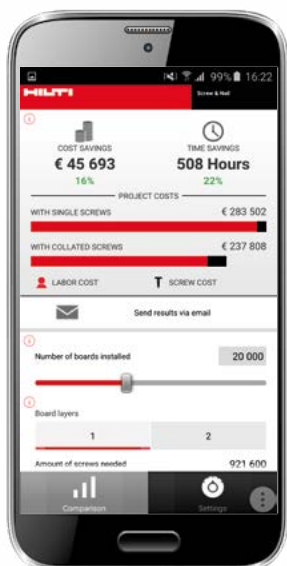 99% 16:22
HILTI
Screw & Nail
COST SAVINGS
€ 45 693
16%
TIME SAVINGS
508 Hours
22%
PROJECT COSTS
WITH SINGLE SCREWS € 283 502
WITH COLLATED SCREWS € 237 808
LABOR COST SCREW COST
Send results via email
Number of boards installed 20 000
Board layers
1 2
Amount of screws needed 921 600
Comparison Settings